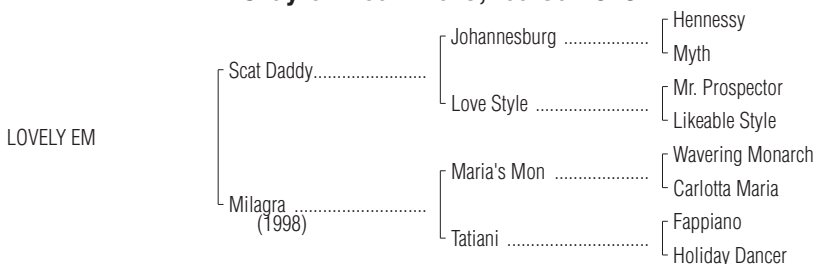 Hennessy
Johannesburg ..................
Myth
Scat Daddy.......................
Mr. Prospector
Love Style .......................
Likeable Style
LOVELY EM
Wavering Monarch
Maria's Mon ...................
Carlotta Maria
Milagra ...........................
(1998)
Fappiano
Tatiani .............................
Holiday Dancer